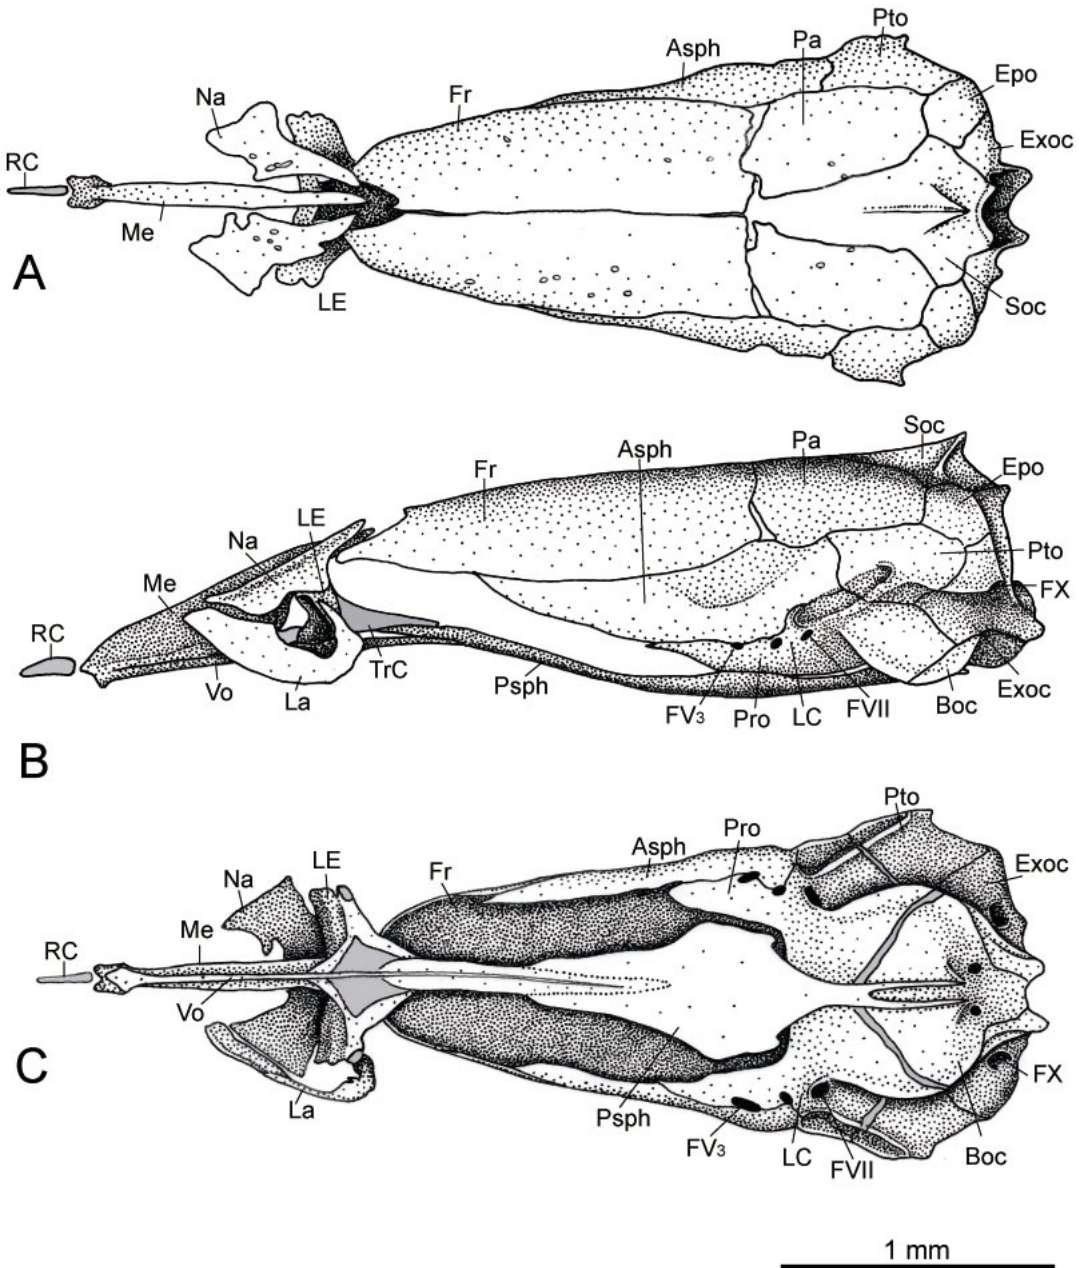 Pto
Pa
Asph
Epo
Fr
Na
Exoc
RC
Me
A
LE
Soc
Soc
Pa
Asph
Epo
Fr
LE
Na
Pto
Me
FX
RC
TrC
Vo
La
Psph
Exoc
FV3
Pro
LC
FVII
Boc
B
Pto
Pro
Asph
Exoc
LE
Fr
Na
Me
RC
Vo
C
FX
La
Psph
FV3
LC
FVII
Boc
1 mm